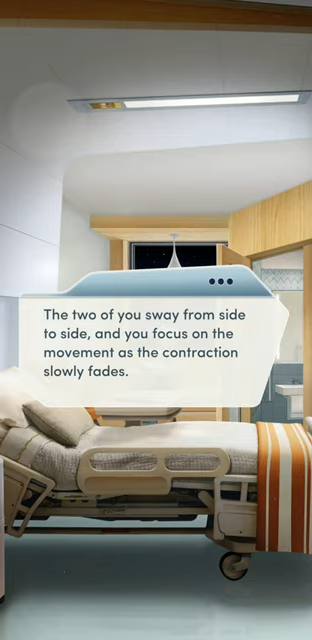 The two of you sway from side
to side, and you focus on the
movement as the contraction
slowly fades.